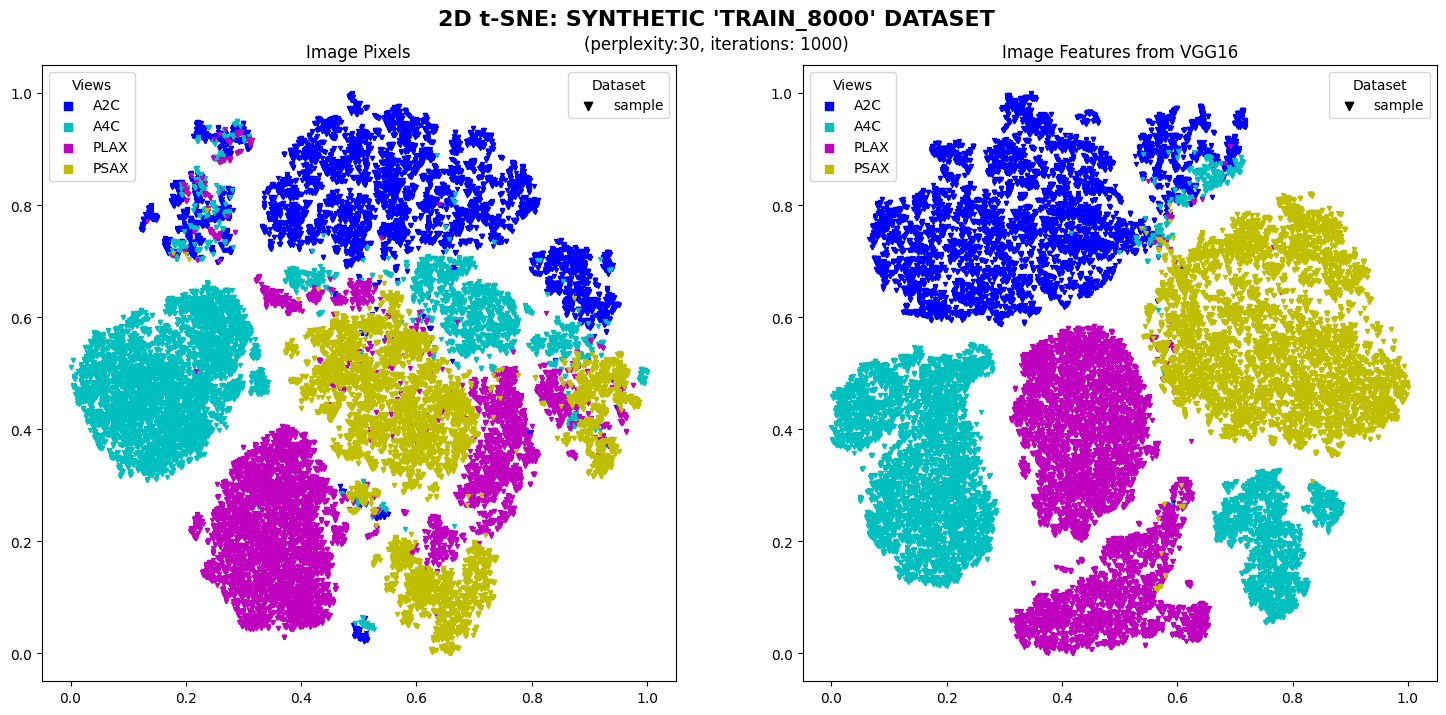 2D t-SNE: SYNTHETIC 'TRAIN_8000' DATASET
(perplexity:30, iterations: 1000)
Image Pixels
Views
A2C
A4C
PLAX
PSAX
Dataset
sample
1.0
0.8
0.6
0.4
0.2
0.0
0.0 0.2 0.4 0.6 0.8 1.0
Image Features from VGG16
Views
A2C
A4C
PLAX
PSAX
Dataset
sample
1.0
0.8
0.6
0.4
0.2
0.0
0.0 0.2 0.4 0.6 0.8 1.0